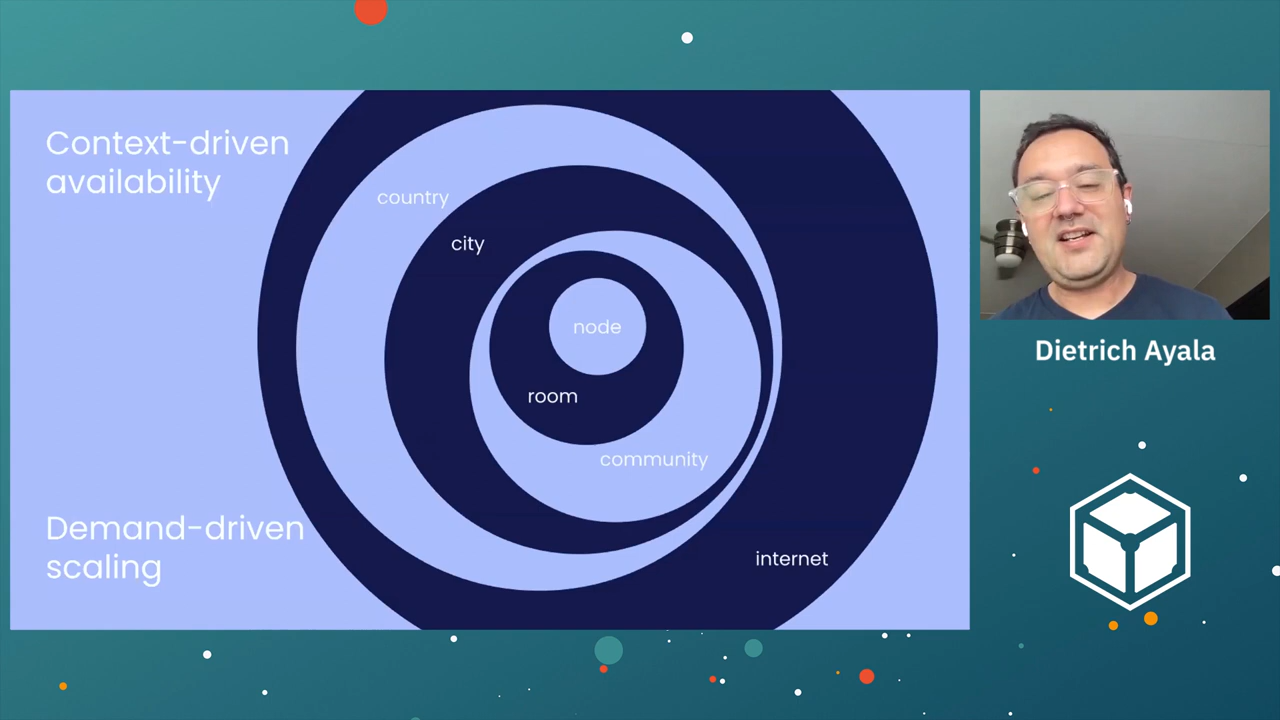 Context-driven
availability
country
city
node
room
community
Demand-driven
scaling
internet
Dietrich Ayala